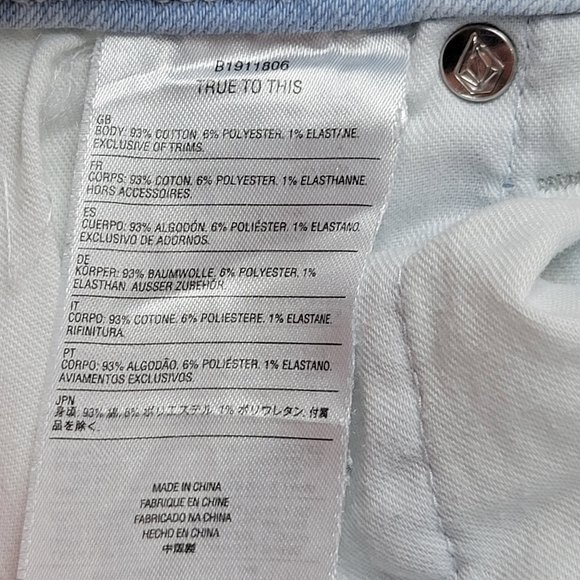 B1911806
TRUE TO THIS
GB
BODY: 93% COTTON. 6% POLYESTER. 1% ELASTANE.
EXCLUSIVE OF TRIMS.
FR
CORPS: 93% COTON. 6% POLYESTER. 1% ELASTHANNE.
HORS ACCESSOIRES.
ES
CUERPO: 93% ALGODÓN. 6% POLIÉSTER. 1% ELASTANO.
EXCLUSIVO DE ADORNOS.
DE
KÖRPER: 93% BAUMWOLLE. 6% POLYESTER. 1%
ELASTHAN. AUSSER ZUBEHÖR.
IT
CORPO: 93% COTONE. 6% POLIESTERE. 1% ELASTANE.
RIFINITURA.
PT
CORPO: 93% ALGODÃO. 6% POLIÉSTER. 1% ELASTANO.
AVIAMENTOS EXCLUSIVOS.
JPN
身頃: 93% 綿, 6% ポリエステル, 1% ポリウレタン, 付属
品を除く.
MADE IN CHINA
FABRIQUE EN CHINE
FABRICADO NA CHINA
HECHO EN CHINA
中国製